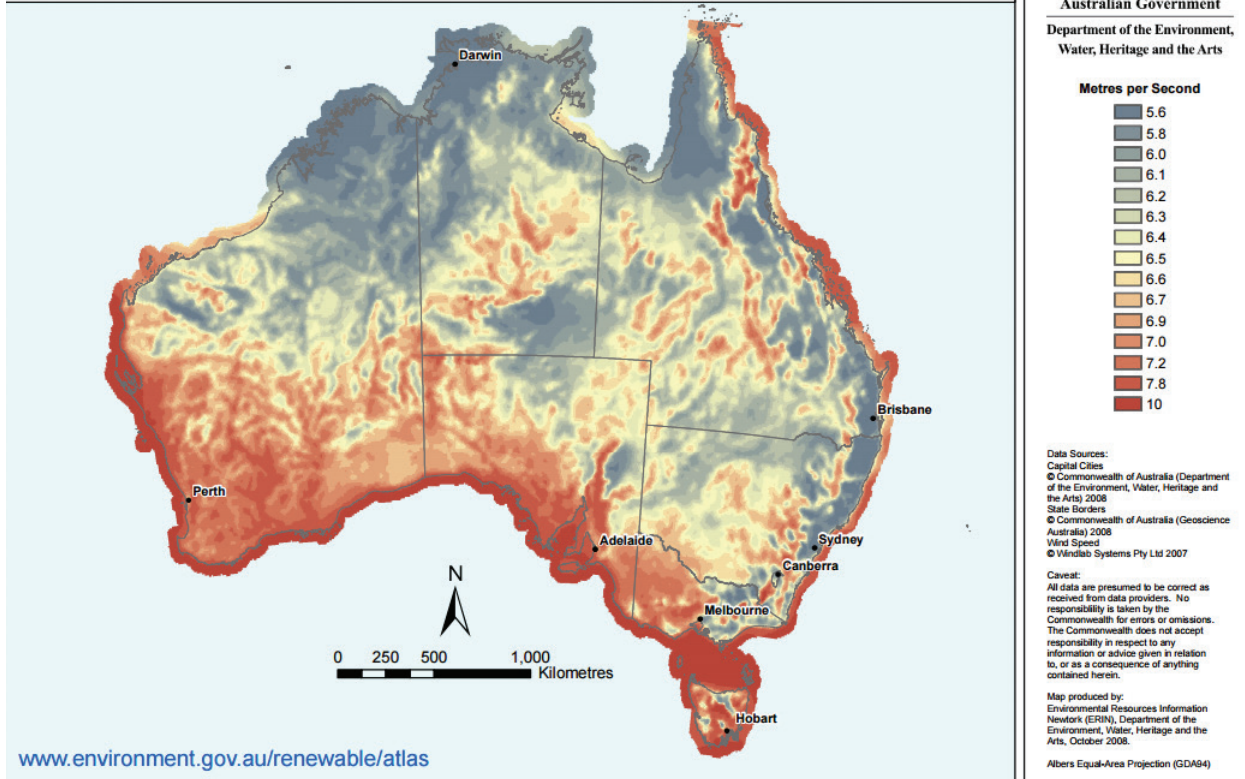 Australian Government
Department of the Environment,
Water, Heritage and the Arts
Metres per Second
5.6
5.8
6.0
6.1
6.2
6.3
6.4
6.5
6.6
6.7
6.9
7.0
7.2
7.8
10
Darwin
Brisbane
Perth
Adelaide
Sydney
Canberra
Melbourne
Hobart
N
0 250 500 1,000
Kilometres
www.environment.gov.au/renewable/atlas
Data Sources:
Capital Cities
© Commonwealth of Australia (Department
of the Environment, Water, Heritage and
the Arts) 2008
State Borders
© Commonwealth of Australia (Geoscience
Australia) 2008
Wind Speed
© Windlab Systems Pty Ltd 2007
Caveat:
All data are presumed to be correct as
received from data providers. No
responsibliity is taken by the
Commonwealth for errors or omissions.
The Commonwealth does not accept
responsibility in respect to any
information or advice given in relation
to, or as a consequence of anything
contained herein.
Map produced by:
Environmental Resources Information
Newtork (ERIN), Department of the
Environment, Water, Heritage and the
Arts, October 2008.
Albers Equal-Area Projection (GDA94)